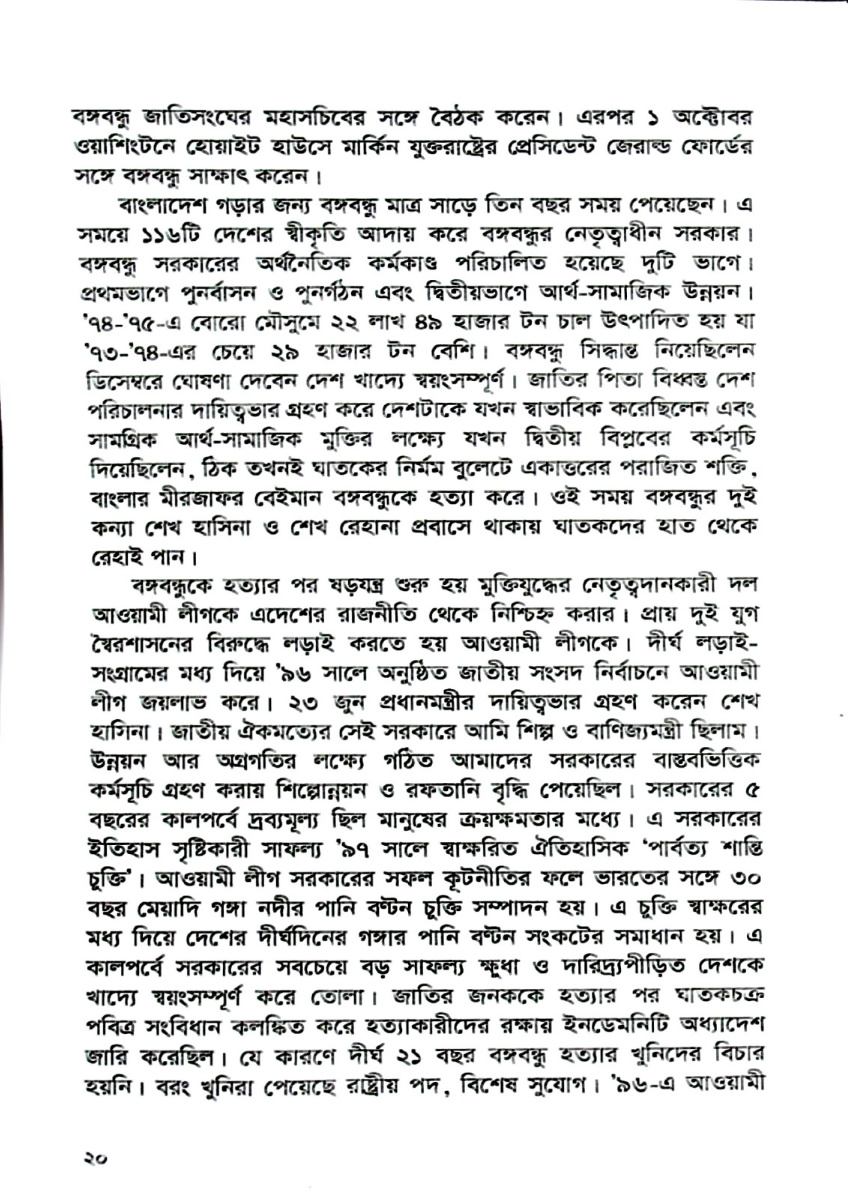 বঙ্গবন্ধু জাতিসংঘের মহাসচিবের সঙ্গে বৈঠক করেন। এরপর ১ অক্টোবর
ওয়াশিংটনে হোয়াইট হাউসে মার্কিন যুক্তরাষ্ট্রের প্রেসিডেন্ট জেরাল্ড ফোর্ডের
সঙ্গে বঙ্গবন্ধু সাক্ষাৎ করেন।
বাংলাদেশ গড়ার জন্য বঙ্গবন্ধু মাত্র সাড়ে তিন বছর সময় পেয়েছেন। এ
সময়ে ১১৬টি দেশের স্বীকৃতি আদায় করে বঙ্গবন্ধুর নেতৃত্বাধীন সরকার।
বঙ্গবন্ধু সরকারের অর্থনৈতিক কর্মকাণ্ড পরিচালিত হয়েছে দুটি ভাগে।
প্রথমভাগে পুনর্বাসন ও পুনর্গঠন এবং দ্বিতীয়ভাগে আর্থ-সামাজিক উন্নয়ন।
'৭৪-'৭৫-এ বোরো মৌসুমে ২২ লাখ ৪৯ হাজার টন চাল উৎপাদিত হয় যা
'৭৩-'৭৪-এর চেয়ে ২৯ হাজার টন বেশি। বঙ্গবন্ধু সিদ্ধান্ত নিয়েছিলেন
ডিসেম্বরে ঘোষণা দেবেন দেশ খাদ্যে স্বয়ংসম্পূর্ণ। জাতির পিতা বিধ্বস্ত দেশ
পরিচালনার দায়িত্বভার গ্রহণ করে দেশটাকে যখন স্বাভাবিক করেছিলেন এবং
সামগ্রিক আর্থ-সামাজিক মুক্তির লক্ষ্যে যখন দ্বিতীয় বিপ্লবের কর্মসূচি
দিয়েছিলেন, ঠিক তখনই ঘাতকের নির্মম বুলেটে একাত্তরের পরাজিত শক্তি,
বাংলার মীরজাফর বেইমান বঙ্গবন্ধুকে হত্যা করে। ওই সময় বঙ্গবন্ধুর দুই
কন্যা শেখ হাসিনা ও শেখ রেহানা প্রবাসে থাকায় ঘাতকদের হাত থেকে
রেহাই পান।
বঙ্গবন্ধুকে হত্যার পর ষড়যন্ত্র শুরু হয় মুক্তিযুদ্ধের নেতৃত্বদানকারী দল
আওয়ামী লীগকে এদেশের রাজনীতি থেকে নিশ্চিহ্ন করার। প্রায় দুই যুগ
স্বৈরশাসনের বিরুদ্ধে লড়াই করতে হয় আওয়ামী লীগকে। দীর্ঘ লড়াই-
সংগ্রামের মধ্য দিয়ে '৯৬ সালে অনুষ্ঠিত জাতীয় সংসদ নির্বাচনে আওয়ামী
লীগ জয়লাভ করে। ২৩ জুন প্রধানমন্ত্রীর দায়িত্বভার গ্রহণ করেন শেখ
হাসিনা। জাতীয় ঐকমত্যের সেই সরকারে আমি শিল্প ও বাণিজ্যমন্ত্রী ছিলাম।
উন্নয়ন আর অগ্রগতির লক্ষ্যে গঠিত আমাদের সরকারের বাস্তবভিত্তিক
কর্মসূচি গ্রহণ করায় শিল্পোন্নয়ন ও রফতানি বৃদ্ধি পেয়েছিল। সরকারের ৫
বছরের কালপর্বে দ্রব্যমূল্য ছিল মানুষের ক্রয়ক্ষমতার মধ্যে। এ সরকারের
ইতিহাস সৃষ্টিকারী সাফল্য '৯৭ সালে স্বাক্ষরিত ঐতিহাসিক 'পার্বত্য শান্তি
চুক্তি'। আওয়ামী লীগ সরকারের সফল কূটনীতির ফলে ভারতের সঙ্গে ৩০
বছর মেয়াদি গঙ্গা নদীর পানি বণ্টন চুক্তি সম্পাদন হয়। এ চুক্তি স্বাক্ষরের
মধ্য দিয়ে দেশের দীর্ঘদিনের গঙ্গার পানি বণ্টন সংকটের সমাধান হয়। এ
কালপর্বে সরকারের সবচেয়ে বড় সাফল্য ক্ষুধা ও দারিদ্র্যপীড়িত দেশকে
খাদ্যে স্বয়ংসম্পূর্ণ করে তোলা। জাতির জনককে হত্যার পর ঘাতকচক্র
পবিত্র সংবিধান কলঙ্কিত করে হত্যাকারীদের রক্ষায় ইনডেমনিটি অধ্যাদেশ
জারি করেছিল। যে কারণে দীর্ঘ ২১ বছর বঙ্গবন্ধু হত্যার খুনিদের বিচার
হয়নি। বরং খুনিরা পেয়েছে রাষ্ট্রীয় পদ, বিশেষ সুযোগ। '৯৬-এ আওয়ামী
২০